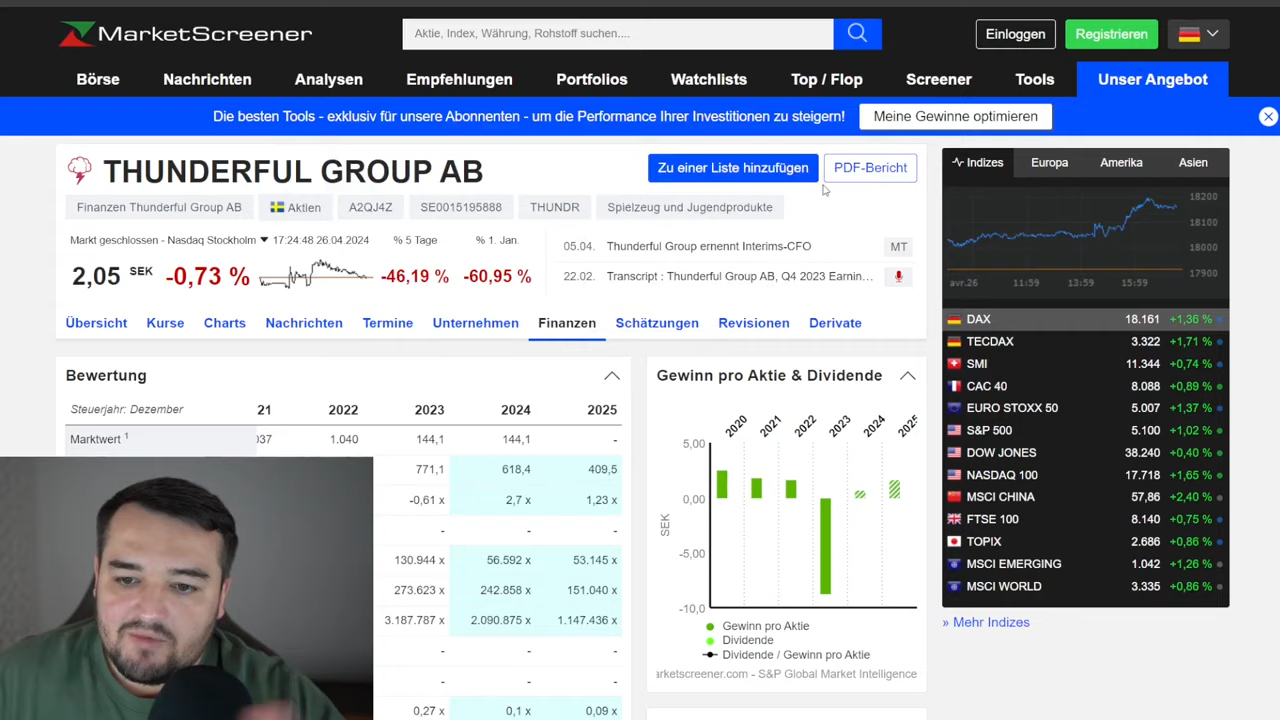 MarketScreener
Aktie, Index, Währung, Rohstoff suchen....
Einloggen
Registrieren
Börse
Nachrichten
Analysen
Empfehlungen
Portfolios
Watchlists
Top / Flop
Screener
Tools
Unser Angebot
Die besten Tools - exklusiv für unsere Abonnenten - um die Performance Ihrer Investitionen zu steigern!
Meine Gewinne optimieren
THUNDERFUL GROUP AB
Zu einer Liste hinzufügen
PDF-Bericht
Finanzen Thunderful Group AB
Aktien
A2QJ4Z
SE0015195888
THUNDR
Spielzeug und Jugendprodukte
Markt geschlossen - Nasdaq Stockholm
17:24:48 26.04.2024
% 5 Tage
% 1. Jan.
2,05 SEK
-0,73 %
-46,19 %
-60,95 %
05.04. Thunderful Group ernennt Interims-CFO MT
22.02. Transcript : Thunderful Group AB, Q4 2023 Earnin...
Übersicht
Kurse
Charts
Nachrichten
Termine
Unternehmen
Finanzen
Schätzungen
Revisionen
Derivate
Bewertung
Steuerjahr: Dezember 21 2022 2023 2024 2025
Marktwert 1 037 1.040 144,1 144,1 -
771,1 618,4 409,5
-0,61 x 2,7 x 1,23 x
- - -
130.944 x 56.592 x 53.145 x
273.623 x 242.858 x 151.040 x
3.187.787 x 2.090.875 x 1.147.436 x
- - -
- - -
0,27 x 0,1 x 0,09 x
Gewinn pro Aktie & Dividende
2020 2021 2022 2023 2024 2025
5,00
0,00
-5,00
-10,0
SEK
Gewinn pro Aktie
Dividende
Dividende / Gewinn pro Aktie
arketscreener.com - S&P Global Market Intelligence
Indizes
Europa
Amerika
Asien
18200
18100
18000
17900
avr.26 11:59 13:59 15:59
DAX 18.161 +1,36 %
TECDAX 3.322 +1,71 %
SMI 11.344 +0,74 %
CAC 40 8.088 +0,89 %
EURO STOXX 50 5.007 +1,37 %
S&P 500 5.100 +1,02 %
DOW JONES 38.240 +0,40 %
NASDAQ 100 17.718 +1,65 %
MSCI CHINA 57,86 +2,40 %
FTSE 100 8.140 +0,75 %
TOPIX 2.686 +0,86 %
MSCI EMERGING 1.042 +1,26 %
MSCI WORLD 3.335 +0,86 %
» Mehr Indizes